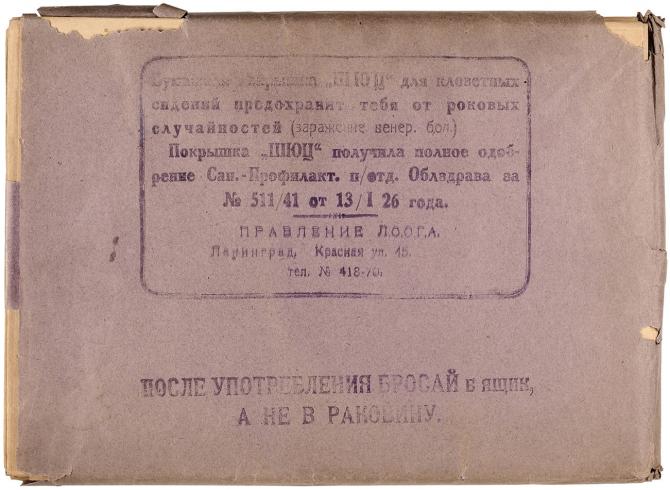 Бумажная покрышка „ШЮЦ“ для клозетных
сидений предохранит тебя от роковых
случайностей (заражение венер. бол.)
Покрышка „ШЮЦ“ получила полное одоб-
рение Сан.-Профилакт. п/отд. Облздрава за
№ 511/41 от 13/I 26 года.
ПРАВЛЕНИЕ Л.О.О.Г.А.
Ленинград, Красная ул. 45.
тел. № 418-70.
ПОСЛЕ УПОТРЕБЛЕНИЯ БРОСАЙ в ящик,
А НЕ В РАКОВИНУ.